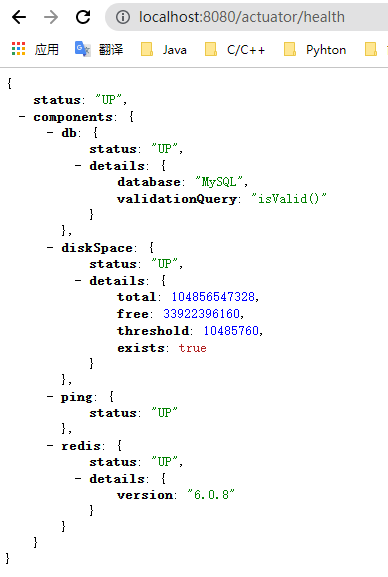 localhost:8080/actuator/health
应用 翻译 Java C/C++ Pyhton
{
status: "UP",
- components: {
- db: {
status: "UP",
- details: {
database: "MySQL",
validationQuery: "isValid()"
}
},
- diskSpace: {
status: "UP",
- details: {
total: 104856547328,
free: 33922396160,
threshold: 10485760,
exists: true
}
},
- ping: {
status: "UP"
},
- redis: {
status: "UP",
- details: {
version: "6.0.8"
}
}
}
}